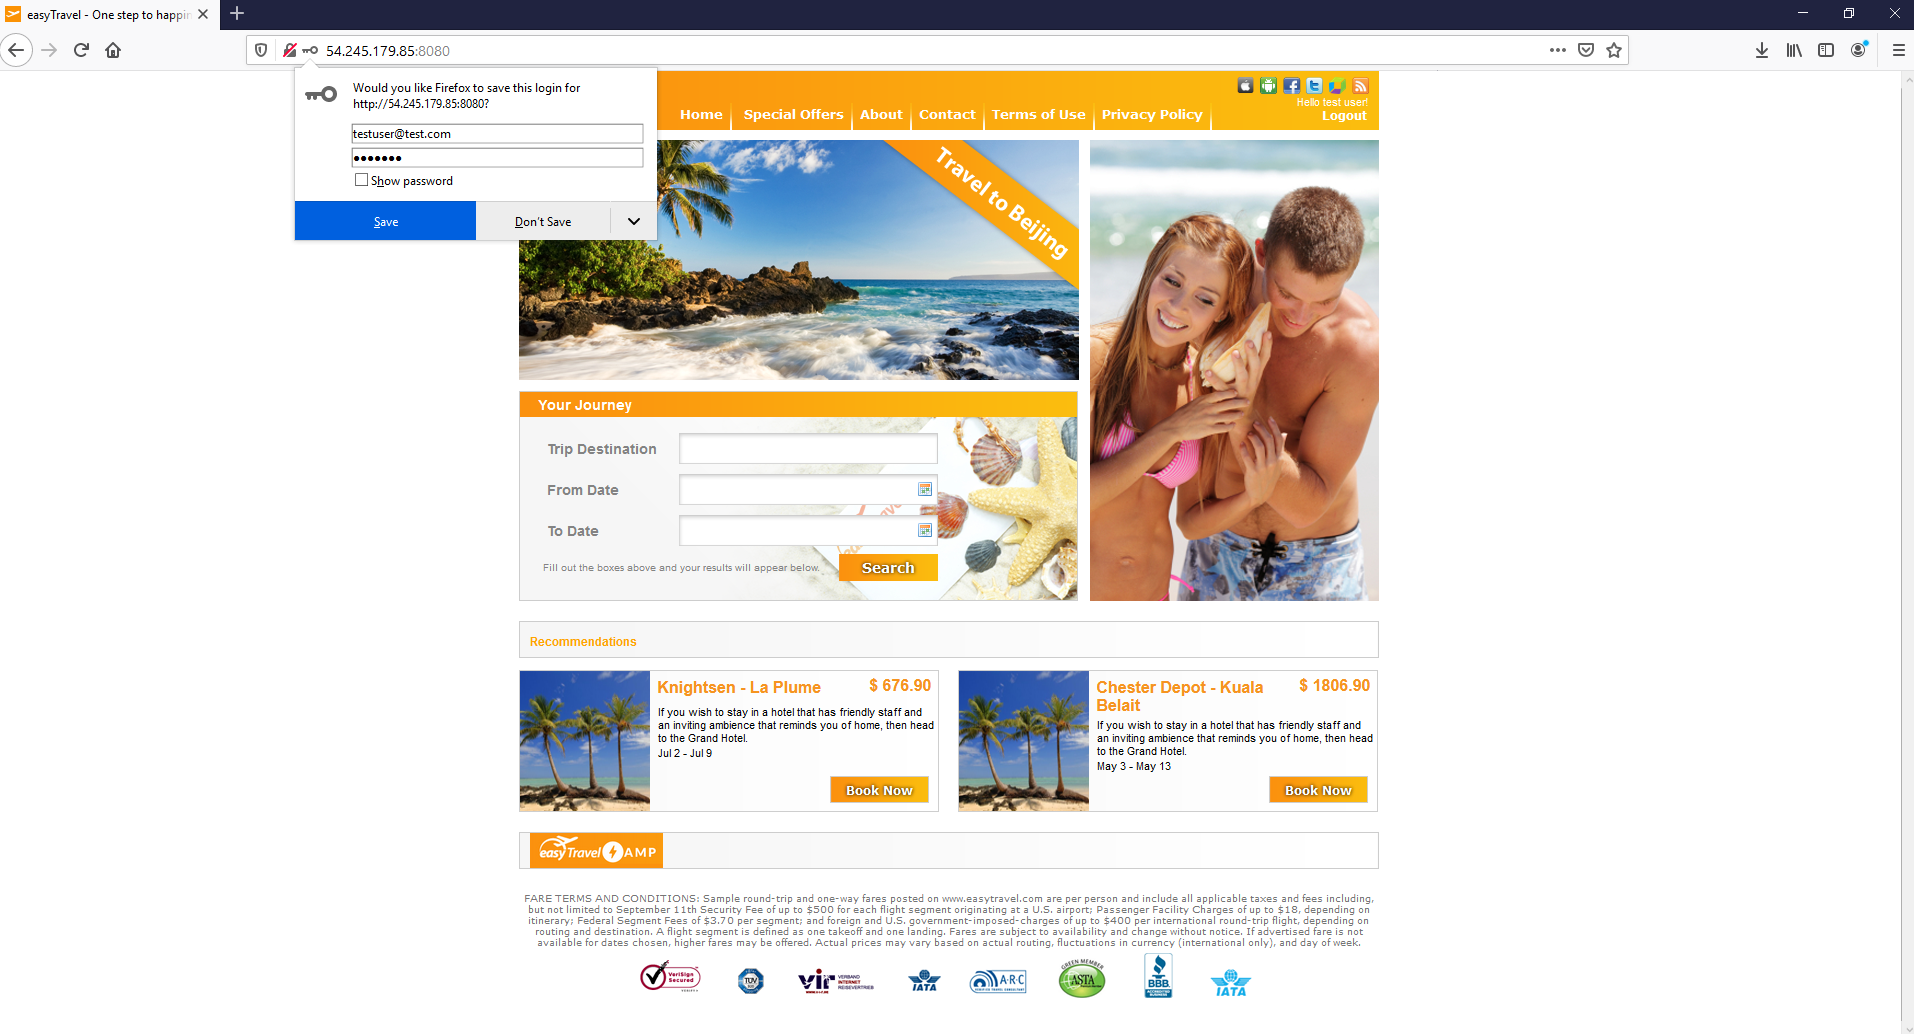 easyTravel - One step to happin
54.245.179.85:8080
Would you like Firefox to save this login for
http://54.245.179.85:8080?
testuser@test.com
Show password
Save
Don't Save
Hello test user!
Logout
Home
Special Offers
About
Contact
Terms of Use
Privacy Policy
Travel to Beijing
Your Journey
Trip Destination
From Date
To Date
Fill out the boxes above and your results will appear below.
Search
Recommendations
Knightsen - La Plume
$ 676.90
If you wish to stay in a hotel that has friendly staff and
an inviting ambience that reminds you of home, then head
to the Grand Hotel.
Jul 2 - Jul 9
Book Now
Chester Depot - Kuala
Belait
$ 1806.90
If you wish to stay in a hotel that has friendly staff and
an inviting ambience that reminds you of home, then head
to the Grand Hotel.
May 3 - May 13
Book Now
easyTravel AMP
FARE TERMS AND CONDITIONS: Sample round-trip and one-way fares posted on www.easytravel.com are per person and include all applicable taxes and fees including,
but not limited to September 11th Security Fee of up to $500 for each flight segment originating at a U.S. airport; Passenger Facility Charges of up to $18, depending on
itinerary; Federal Segment Fees of $3.70 per segment; and foreign and U.S. government-imposed-charges of up to $400 per international round-trip flight, depending on
routing and destination. A flight segment is defined as one takeoff and one landing. Fares are subject to availability and change without notice. If advertised fare is not
available for dates chosen, higher fares may be offered. Actual prices may vary based on actual routing, fluctuations in currency (international only), and day of week.
VeriSign
Secured
TÜV
vir
VERBAND
INTERNET
REISEVERTRIEB
IATA
A·R·C
GREEN MEMBER
ASTA
BBB
ACCREDITED
BUSINESS
IATA